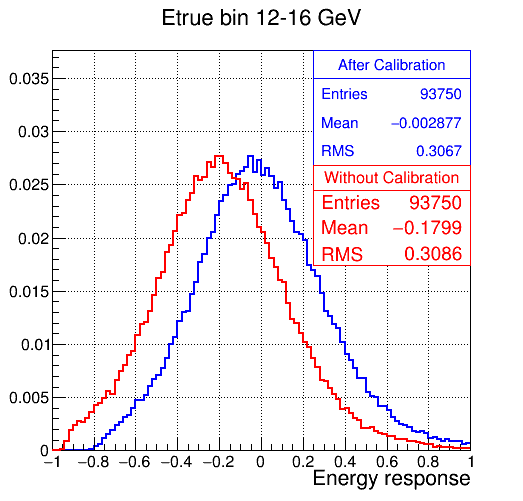 Etrue bin 12-16 GeV
After Calibration
Entries 93750
Mean −0.002877
RMS 0.3067
Without Calibration
Entries 93750
Mean −0.1799
RMS 0.3086
0.035
0.03
0.025
0.02
0.015
0.01
0.005
0
−1 −0.8 −0.6 −0.4 −0.2 0 0.2 0.4 0.6 0.8 1
Energy response